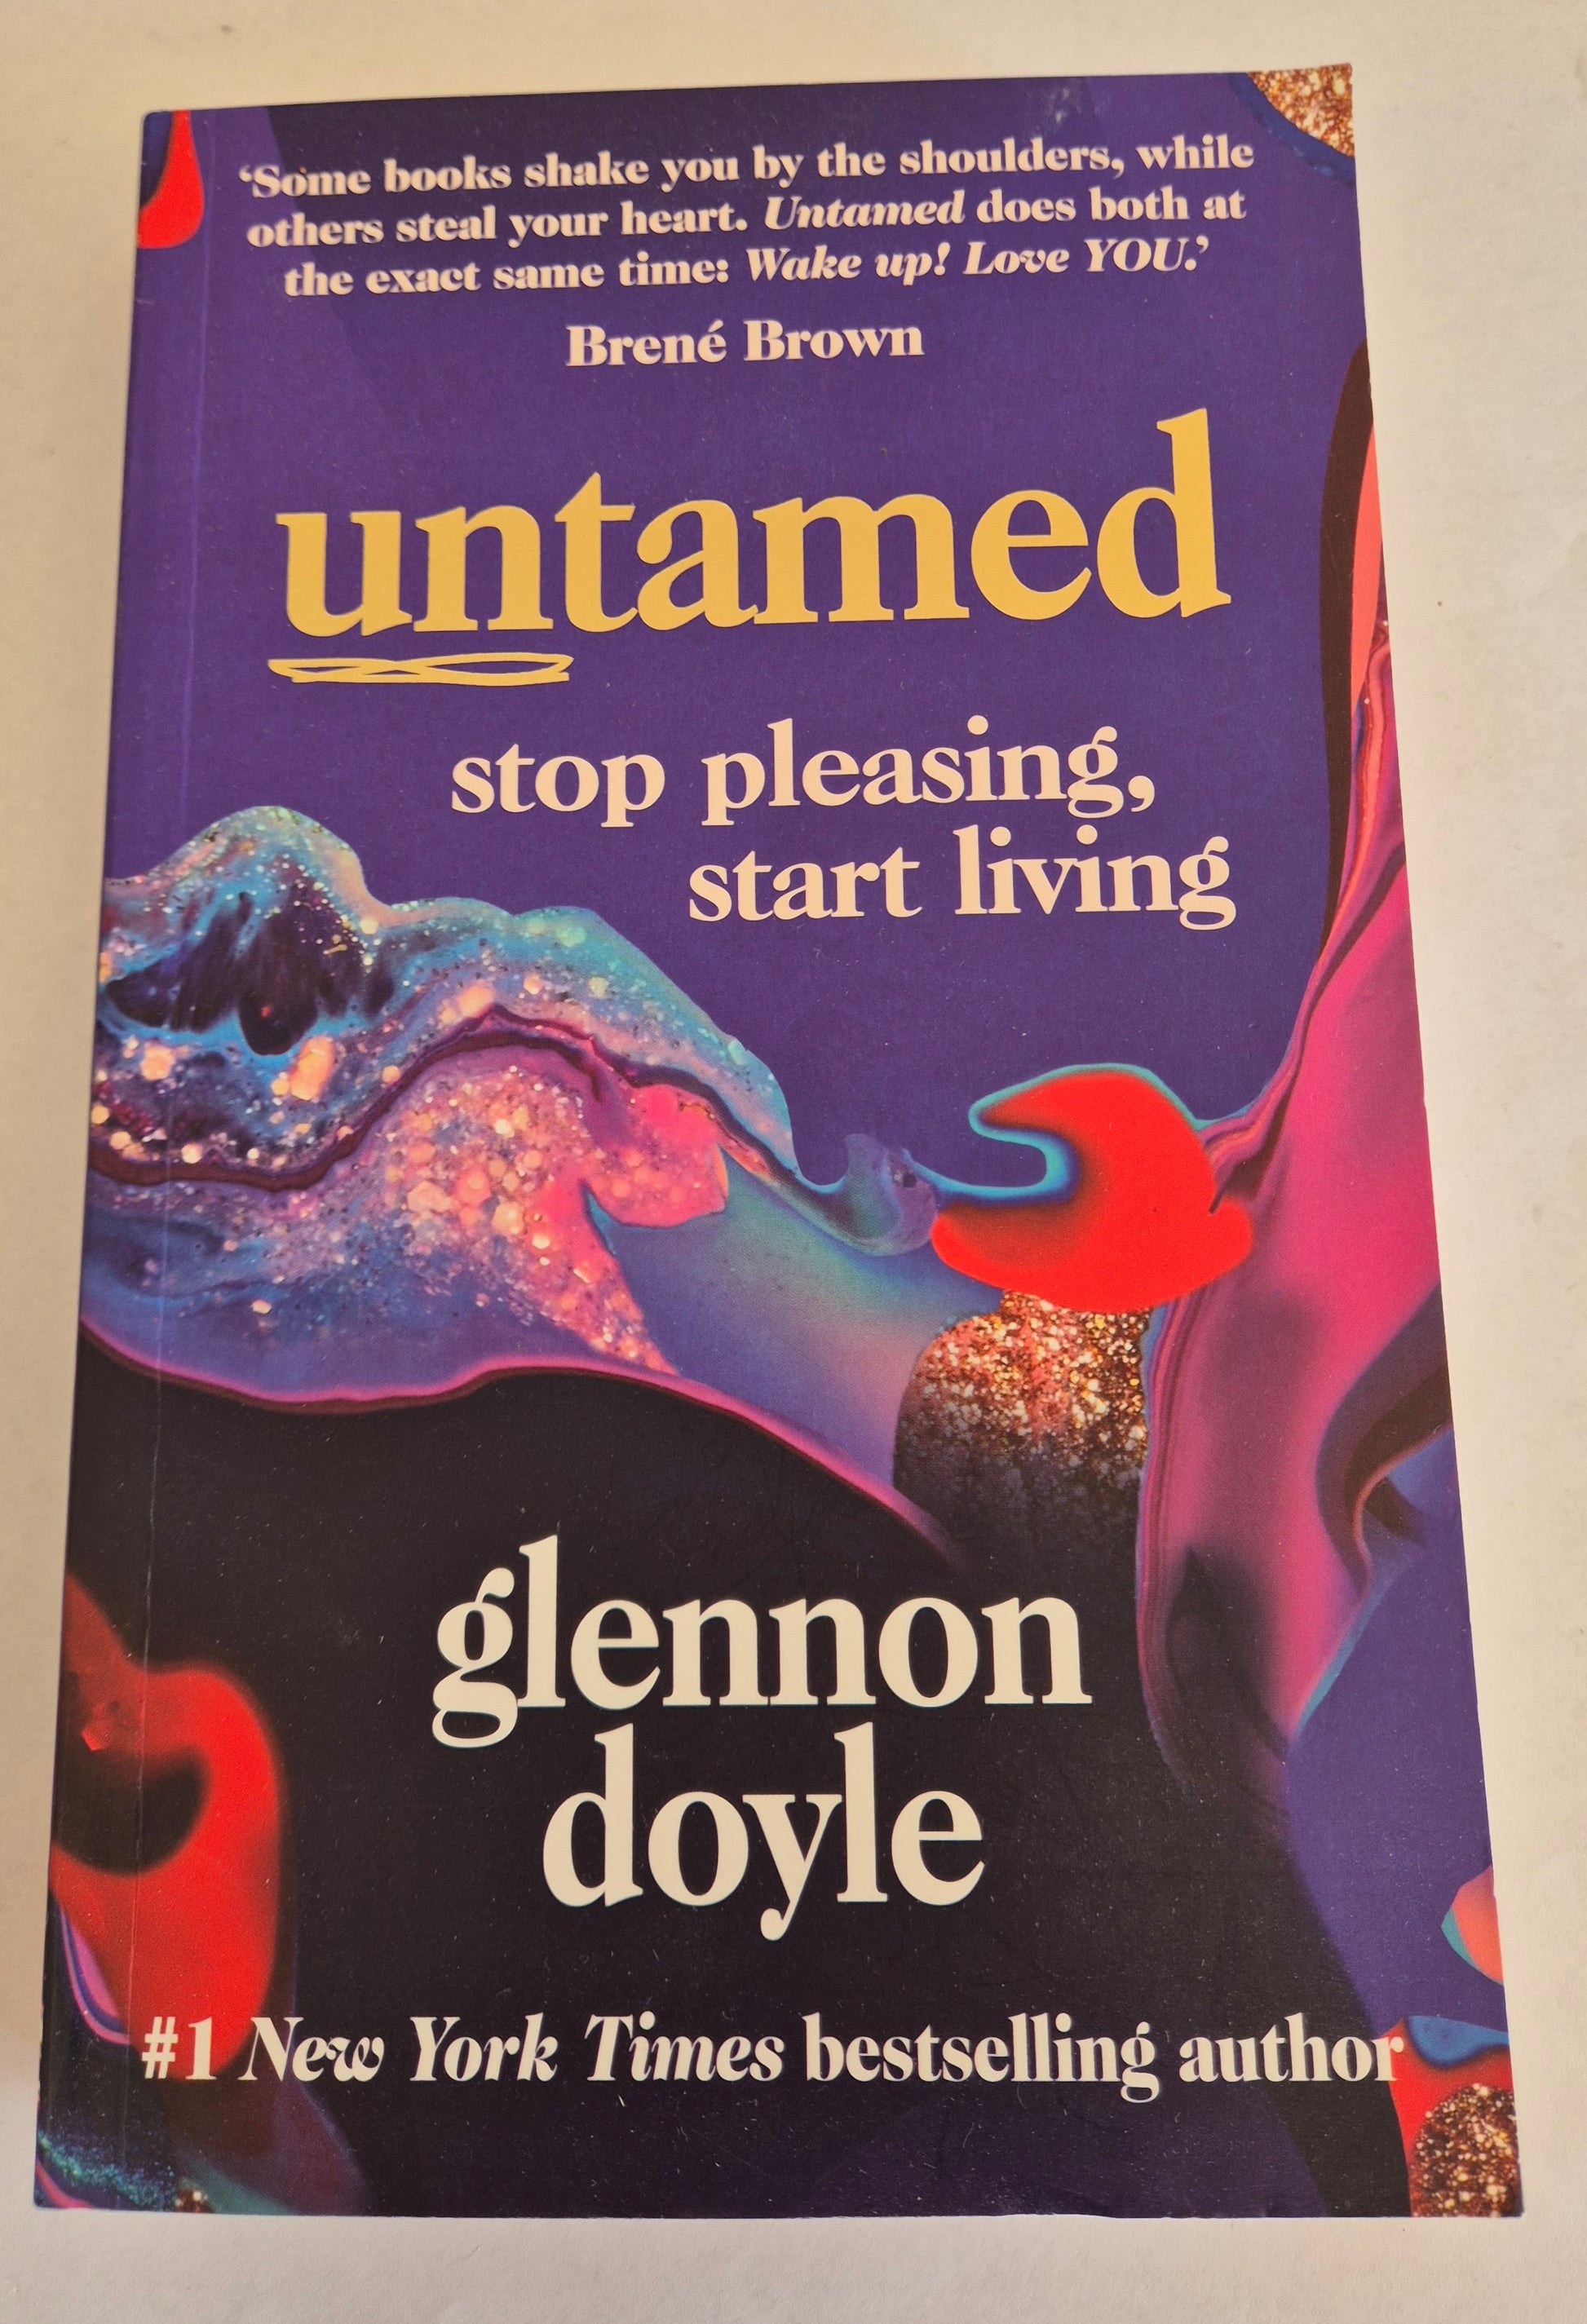 ‘Some books shake you by the shoulders, while
others steal your heart. Untamed does both at
the exact same time: Wake up! Love YOU.’
Brené Brown
untamed
stop pleasing,
start living
glennon
doyle
#1 New York Times bestselling author